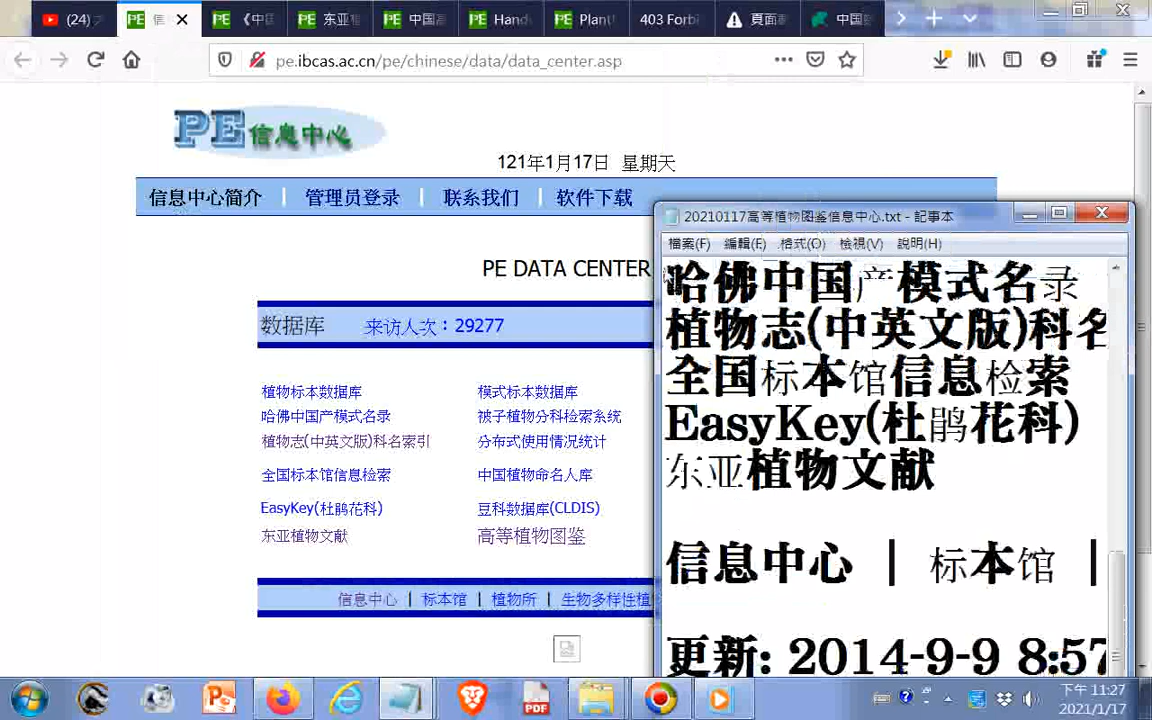 (24)
PE 信
PE 《中国
PE 东亚植
PE 中国高
PE Hand
PE Plant
403 Forbi
頁面載
中国数
pe.ibcas.ac.cn/pe/chinese/data/data_center.asp
PE 信息中心
121年1月17日 星期天
信息中心简介 管理员登录 联系我们 软件下载
PE DATA CENTER
数据库 来访人次：29277
植物标本数据库 模式标本数据库
哈佛中国产模式名录 被子植物分科检索系统
植物志(中英文版)科名索引 分布式使用情况统计
全国标本馆信息检索 中国植物命名人库
EasyKey(杜鹃花科) 豆科数据库(CLDIS)
东亚植物文献 高等植物图鉴
信息中心 | 标本馆 | 植物所 | 生物多样性植
20210117高等植物图鉴信息中心.txt - 記事本
檔案(F) 編輯(E) 格式(O) 檢視(V) 說明(H)
哈佛中国产模式名录
植物志(中英文版)科名
全国标本馆信息检索
EasyKey(杜鹃花科)
东亚植物文献
信息中心 | 标本馆 |
更新: 2014-9-9 8:57
PDF
下午 11:27
2021/1/17